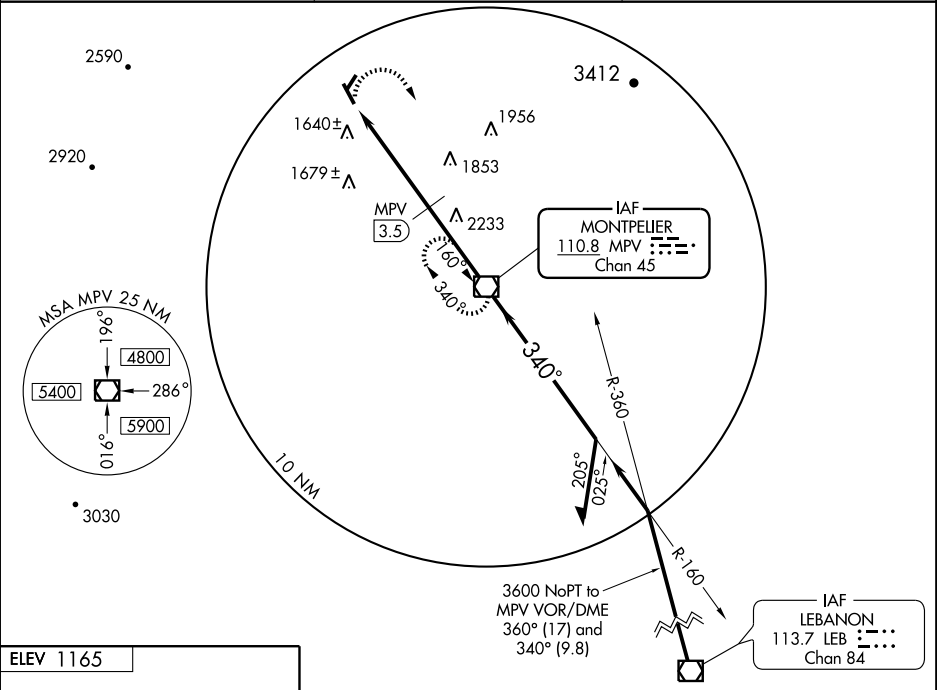 2590
3412
1640±
1956
2920
1853
1679±
MPV
3.5
2233
IAF
MONTPELIER
110.8 MPV
Chan 45
160°
340°
MSA MPV 25 NM
196°
4800
5400
286°
5900
016°
340°
R-360
205°
025°
10 NM
3030
R-160
3600 NoPT to
MPV VOR/DME
360° (17) and
340° (9.8)
IAF
LEBANON
113.7 LEB
Chan 84
ELEV 1165